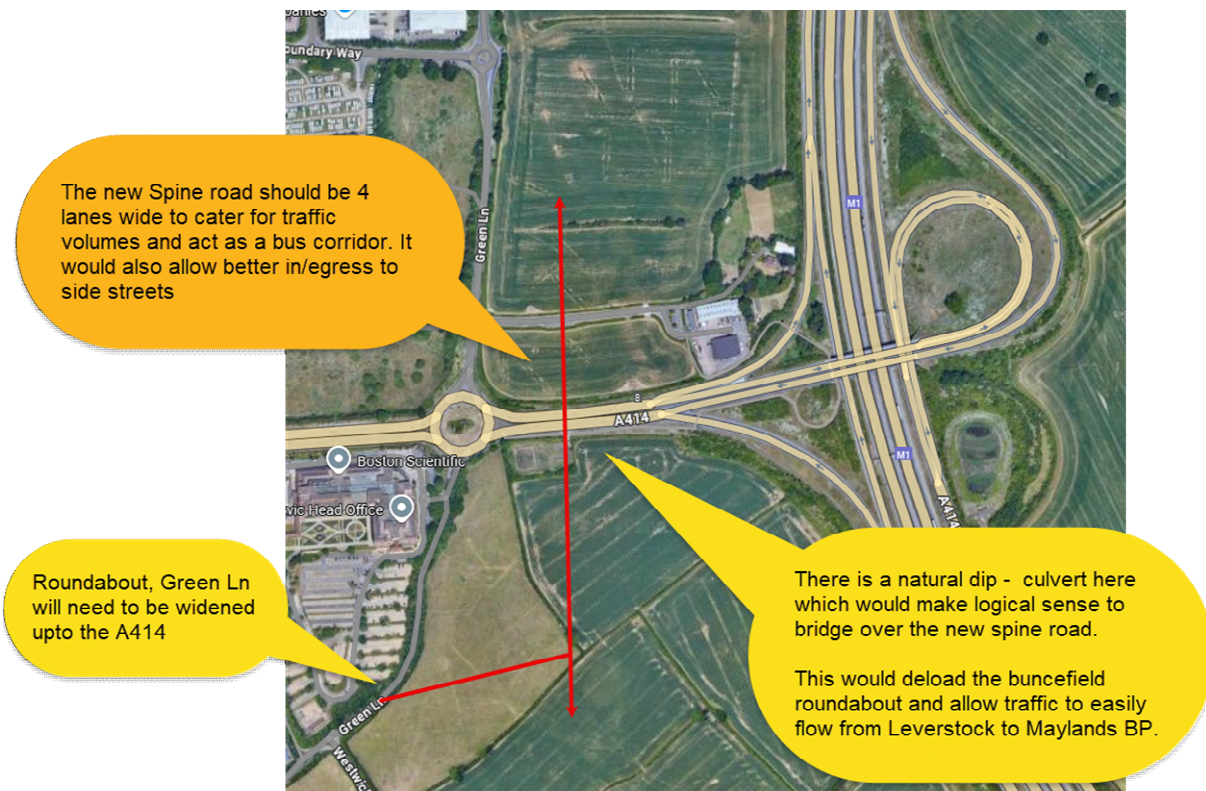 panies
oundary Way
Green Ln
The new Spine road should be 4
lanes wide to cater for traffic
volumes and act as a bus corridor. It
would also allow better in/egress to
side streets
M1
8
A414
Boston Scientific
vic Head Office
M1
A414
Roundabout, Green Ln
will need to be widened
upto the A414
There is a natural dip - culvert here
which would make logical sense to
bridge over the new spine road.
This would deload the buncefield
roundabout and allow traffic to easily
flow from Leverstock to Maylands BP.
Green Ln
Westwic